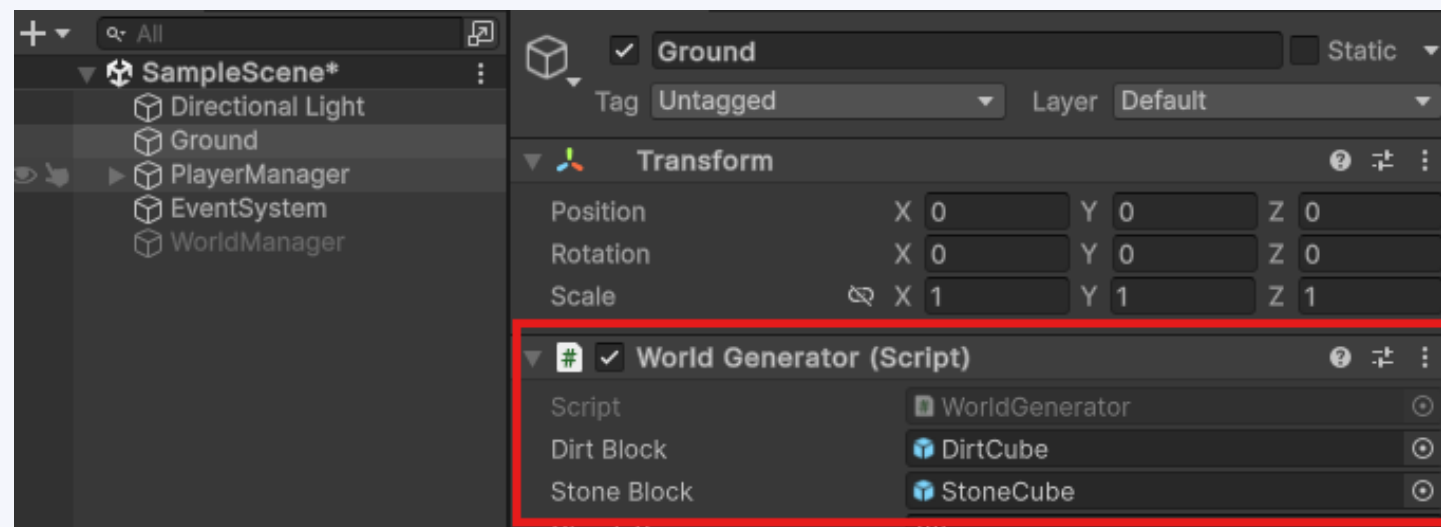 All
SampleScene*
Directional Light
Ground
PlayerManager
EventSystem
WorldManager
Ground
Static
Tag Untagged Layer Default
Transform
Position X 0 Y 0 Z 0
Rotation X 0 Y 0 Z 0
Scale X 1 Y 1 Z 1
# World Generator (Script)
Script WorldGenerator
Dirt Block DirtCube
Stone Block StoneCube